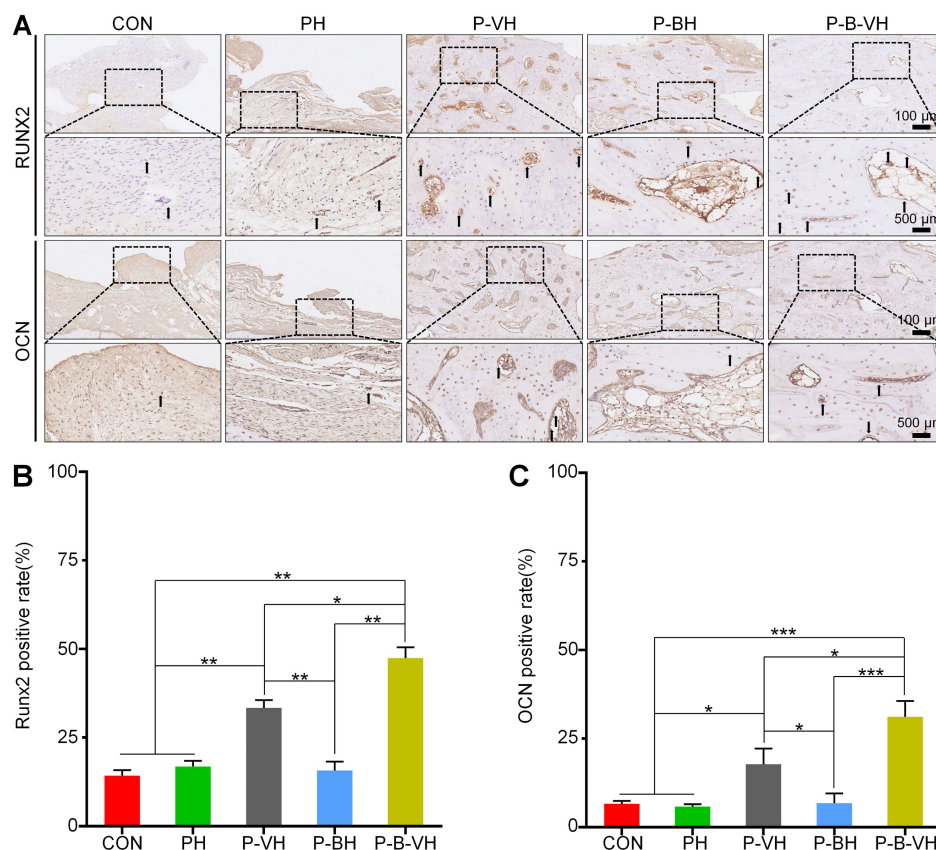 A
CON PH P-VH P-BH P-B-VH
RUNX2
100 μm
500 μm
OCN
100 μm
500 μm
B
Runx2 positive rate(%)
100
75
50
25
0
**
*
**
**
**
CON PH P-VH P-BH P-B-VH
C
OCN positive rate(%)
100
75
50
25
0
***
*
***
*
*
CON PH P-VH P-BH P-B-VH